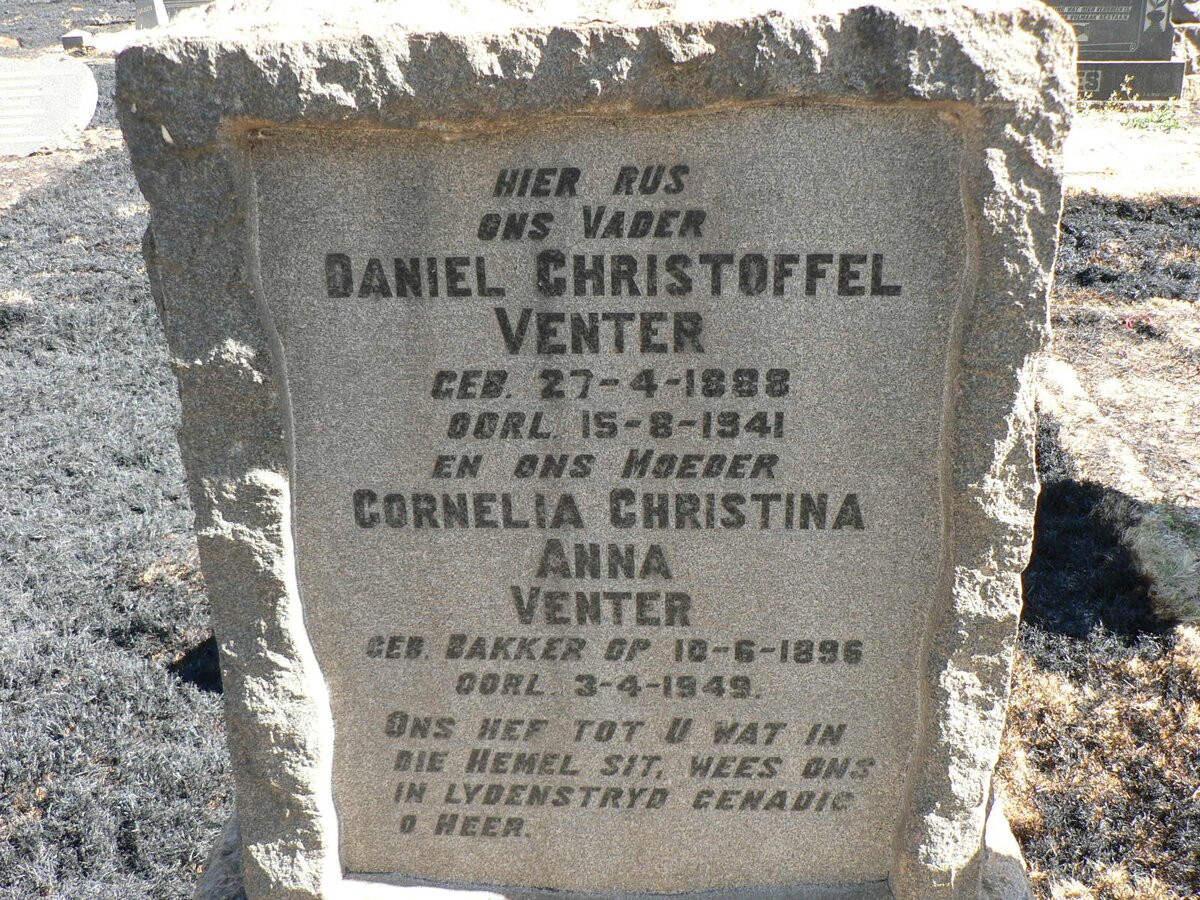 HIER RUS
ONS VADER
DANIEL CHRISTOFFEL
VENTER
GEB. 27-4-1888
OORL. 15-8-1941
EN ONS MOEDER
CORNELIA CHRISTINA
ANNA
VENTER
GEB. BAKKER OP 10-6-1896
OORL. 3-4-1949.
ONS HEF TOT U WAT IN
DIE HEMEL SIT, WEES ONS
IN LYDENSTRYD GENADIG
O HEER.